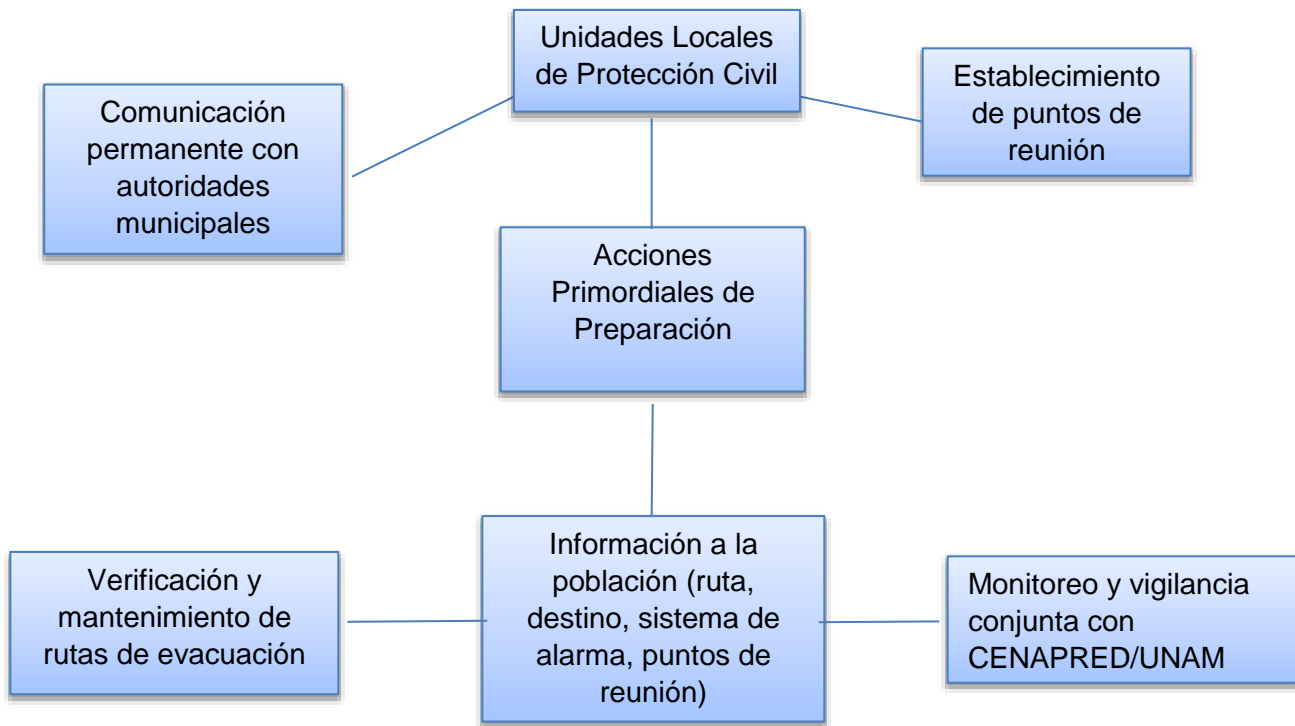 Unidades Locales
de Protección Civil
Comunicación
permanente con
autoridades
municipales
Establecimiento
de puntos de
reunión
Acciones
Primordiales de
Preparación
Verificación y
mantenimiento de
rutas de evacuación
Información a la
población (ruta,
destino, sistema de
alarma, puntos de
reunión)
Monitoreo y vigilancia
conjunta con
CENAPRED/UNAM